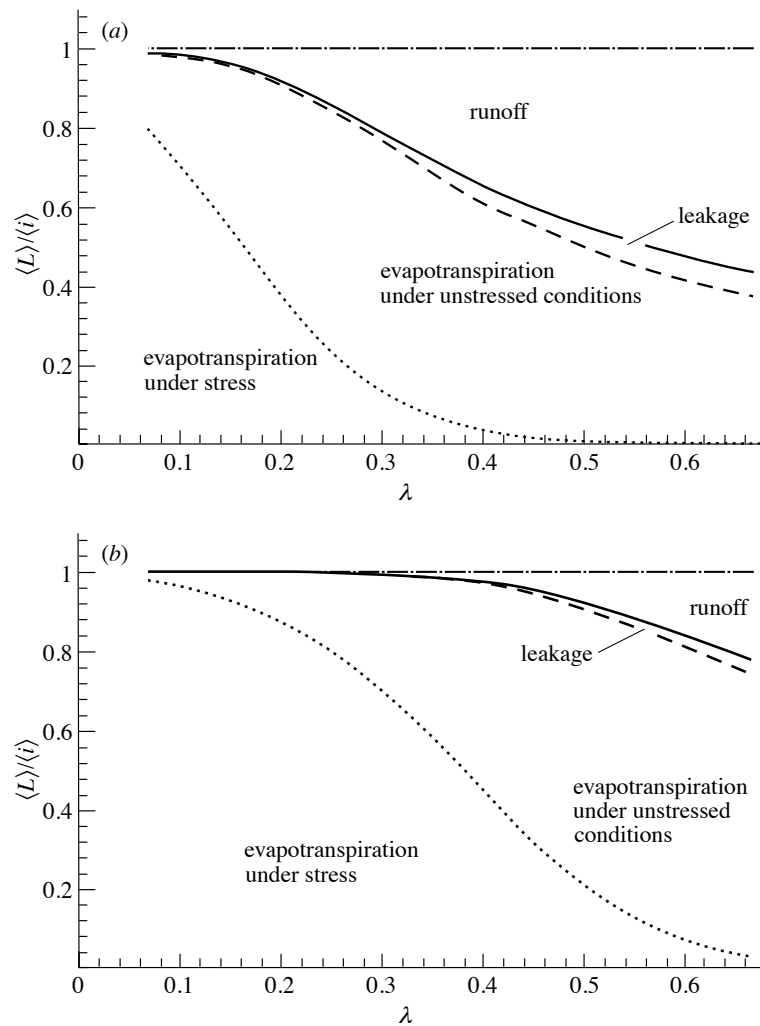 (a)
1
runoff
0.8
leakage
0.6
⟨L⟩/⟨i⟩
evapotranspiration
under unstressed conditions
0.4
evapotranspiration
under stress
0.2
0 0.1 0.2 0.3 0.4 0.5 0.6
λ
(b)
1
runoff
0.8
leakage
0.6
⟨L⟩/⟨i⟩
evapotranspiration
under unstressed
conditions
0.4
evapotranspiration
under stress
0.2
0 0.1 0.2 0.3 0.4 0.5 0.6
λ